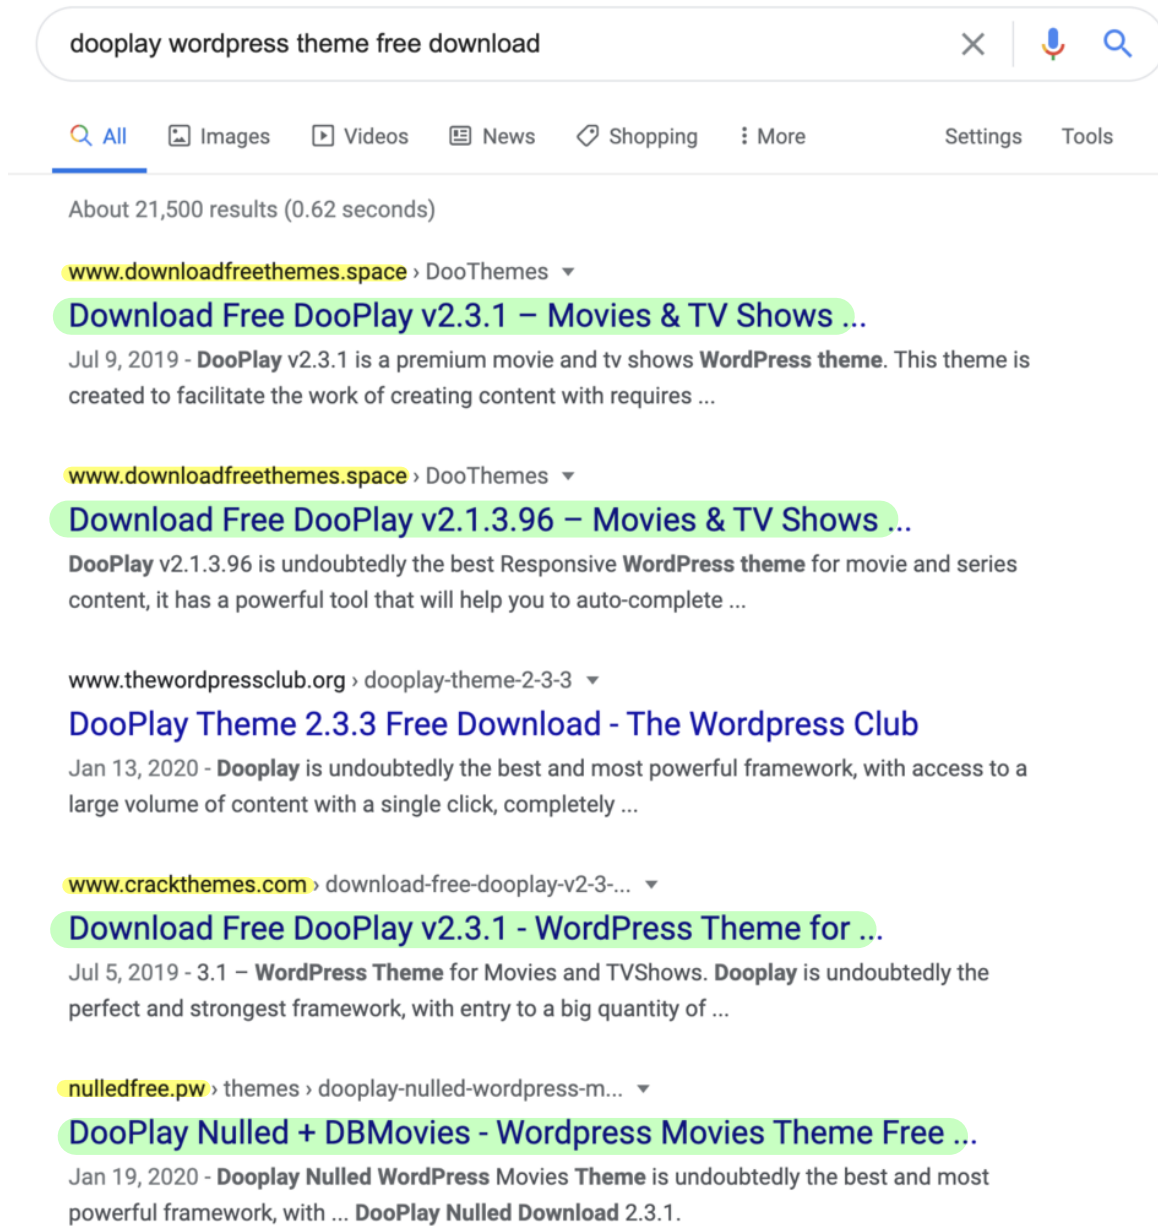 dooplay wordpress theme free download
All Images Videos News Shopping More Settings Tools
About 21,500 results (0.62 seconds)
www.downloadfreethemes.space › DooThemes
Download Free DooPlay v2.3.1 – Movies & TV Shows ...
Jul 9, 2019 - DooPlay v2.3.1 is a premium movie and tv shows WordPress theme. This theme is
created to facilitate the work of creating content with requires ...
www.downloadfreethemes.space › DooThemes
Download Free DooPlay v2.1.3.96 – Movies & TV Shows ...
DooPlay v2.1.3.96 is undoubtedly the best Responsive WordPress theme for movie and series
content, it has a powerful tool that will help you to auto-complete ...
www.thewordpressclub.org › dooplay-theme-2-3-3
DooPlay Theme 2.3.3 Free Download - The Wordpress Club
Jan 13, 2020 - Dooplay is undoubtedly the best and most powerful framework, with access to a
large volume of content with a single click, completely ...
www.crackthemes.com › download-free-dooplay-v2-3-...
Download Free DooPlay v2.3.1 - WordPress Theme for ...
Jul 5, 2019 - 3.1 – WordPress Theme for Movies and TVShows. Dooplay is undoubtedly the
perfect and strongest framework, with entry to a big quantity of ...
nulledfree.pw › themes › dooplay-nulled-wordpress-m...
DooPlay Nulled + DBMovies - Wordpress Movies Theme Free ...
Jan 19, 2020 - Dooplay Nulled WordPress Movies Theme is undoubtedly the best and most
powerful framework, with ... DooPlay Nulled Download 2.3.1.